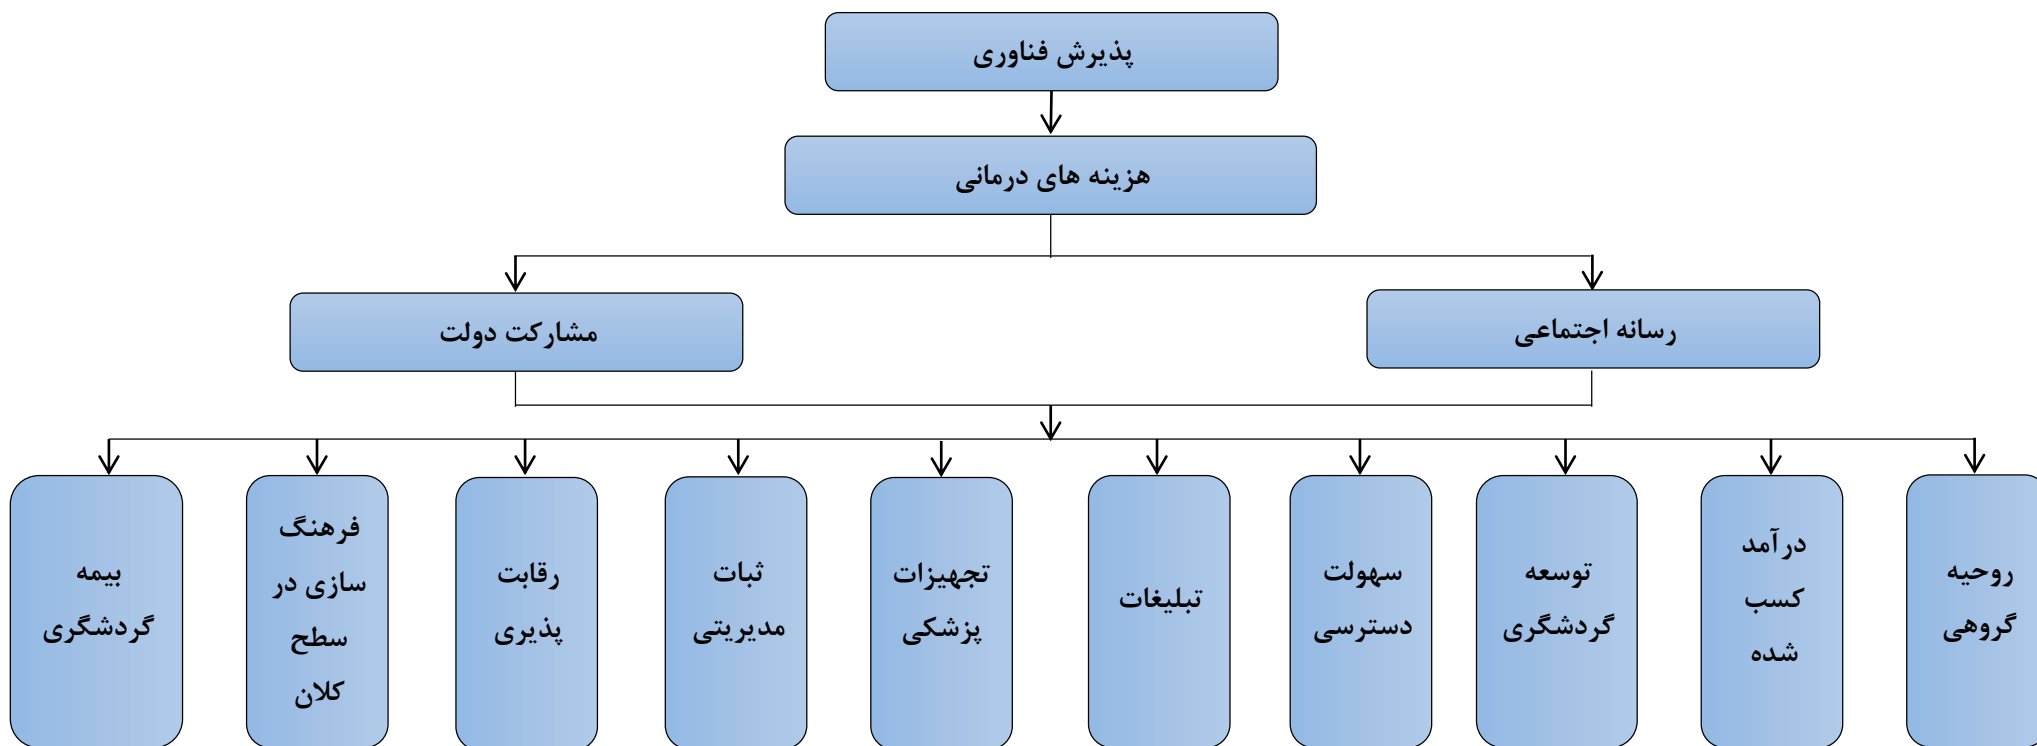 پذیرش فناوری
هزینه های درمانی
رسانه اجتماعی
مشارکت دولت
روحیه
گروهی
درآمد
کسب
شده
توسعه
گردشگری
سهولت
دسترسی
تبلیغات
تجهیزات
پزشکی
ثبات
مدیریتی
رقابت
پذیری
فرهنگ
سازی در
سطح
کلان
بیمه
گردشگری